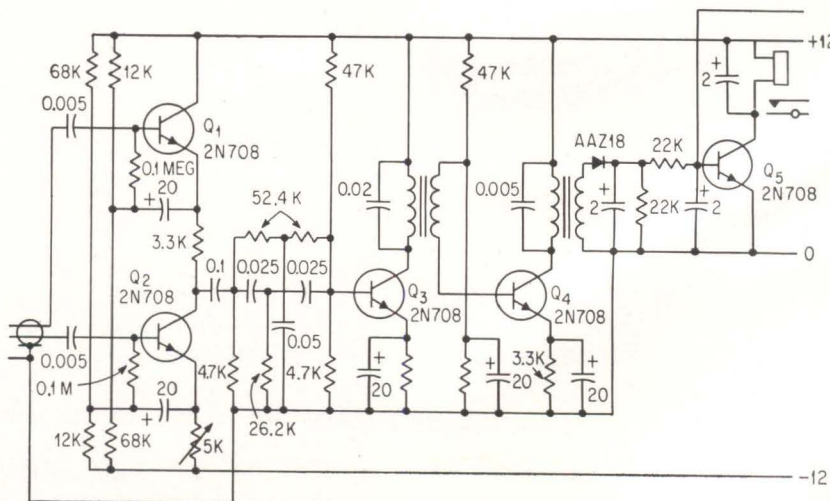 68K
12K
0.005
Q1
2N708
0.1 MEG
20
+
3.3K
52.4 K
Q2
2N708
0.1
0.025
0.025
0.05
0.005
0.1 M
20
+
12K
68K
5K
4.7K
26.2K
4.7K
47K
0.02
Q3
2N708
+
20
47K
0.005
Q4
2N708
+
20
3.3K
+
20
AAZ18
+
2
22K
22K
+
2
+
2
Q5
2N708
+12
0
-12